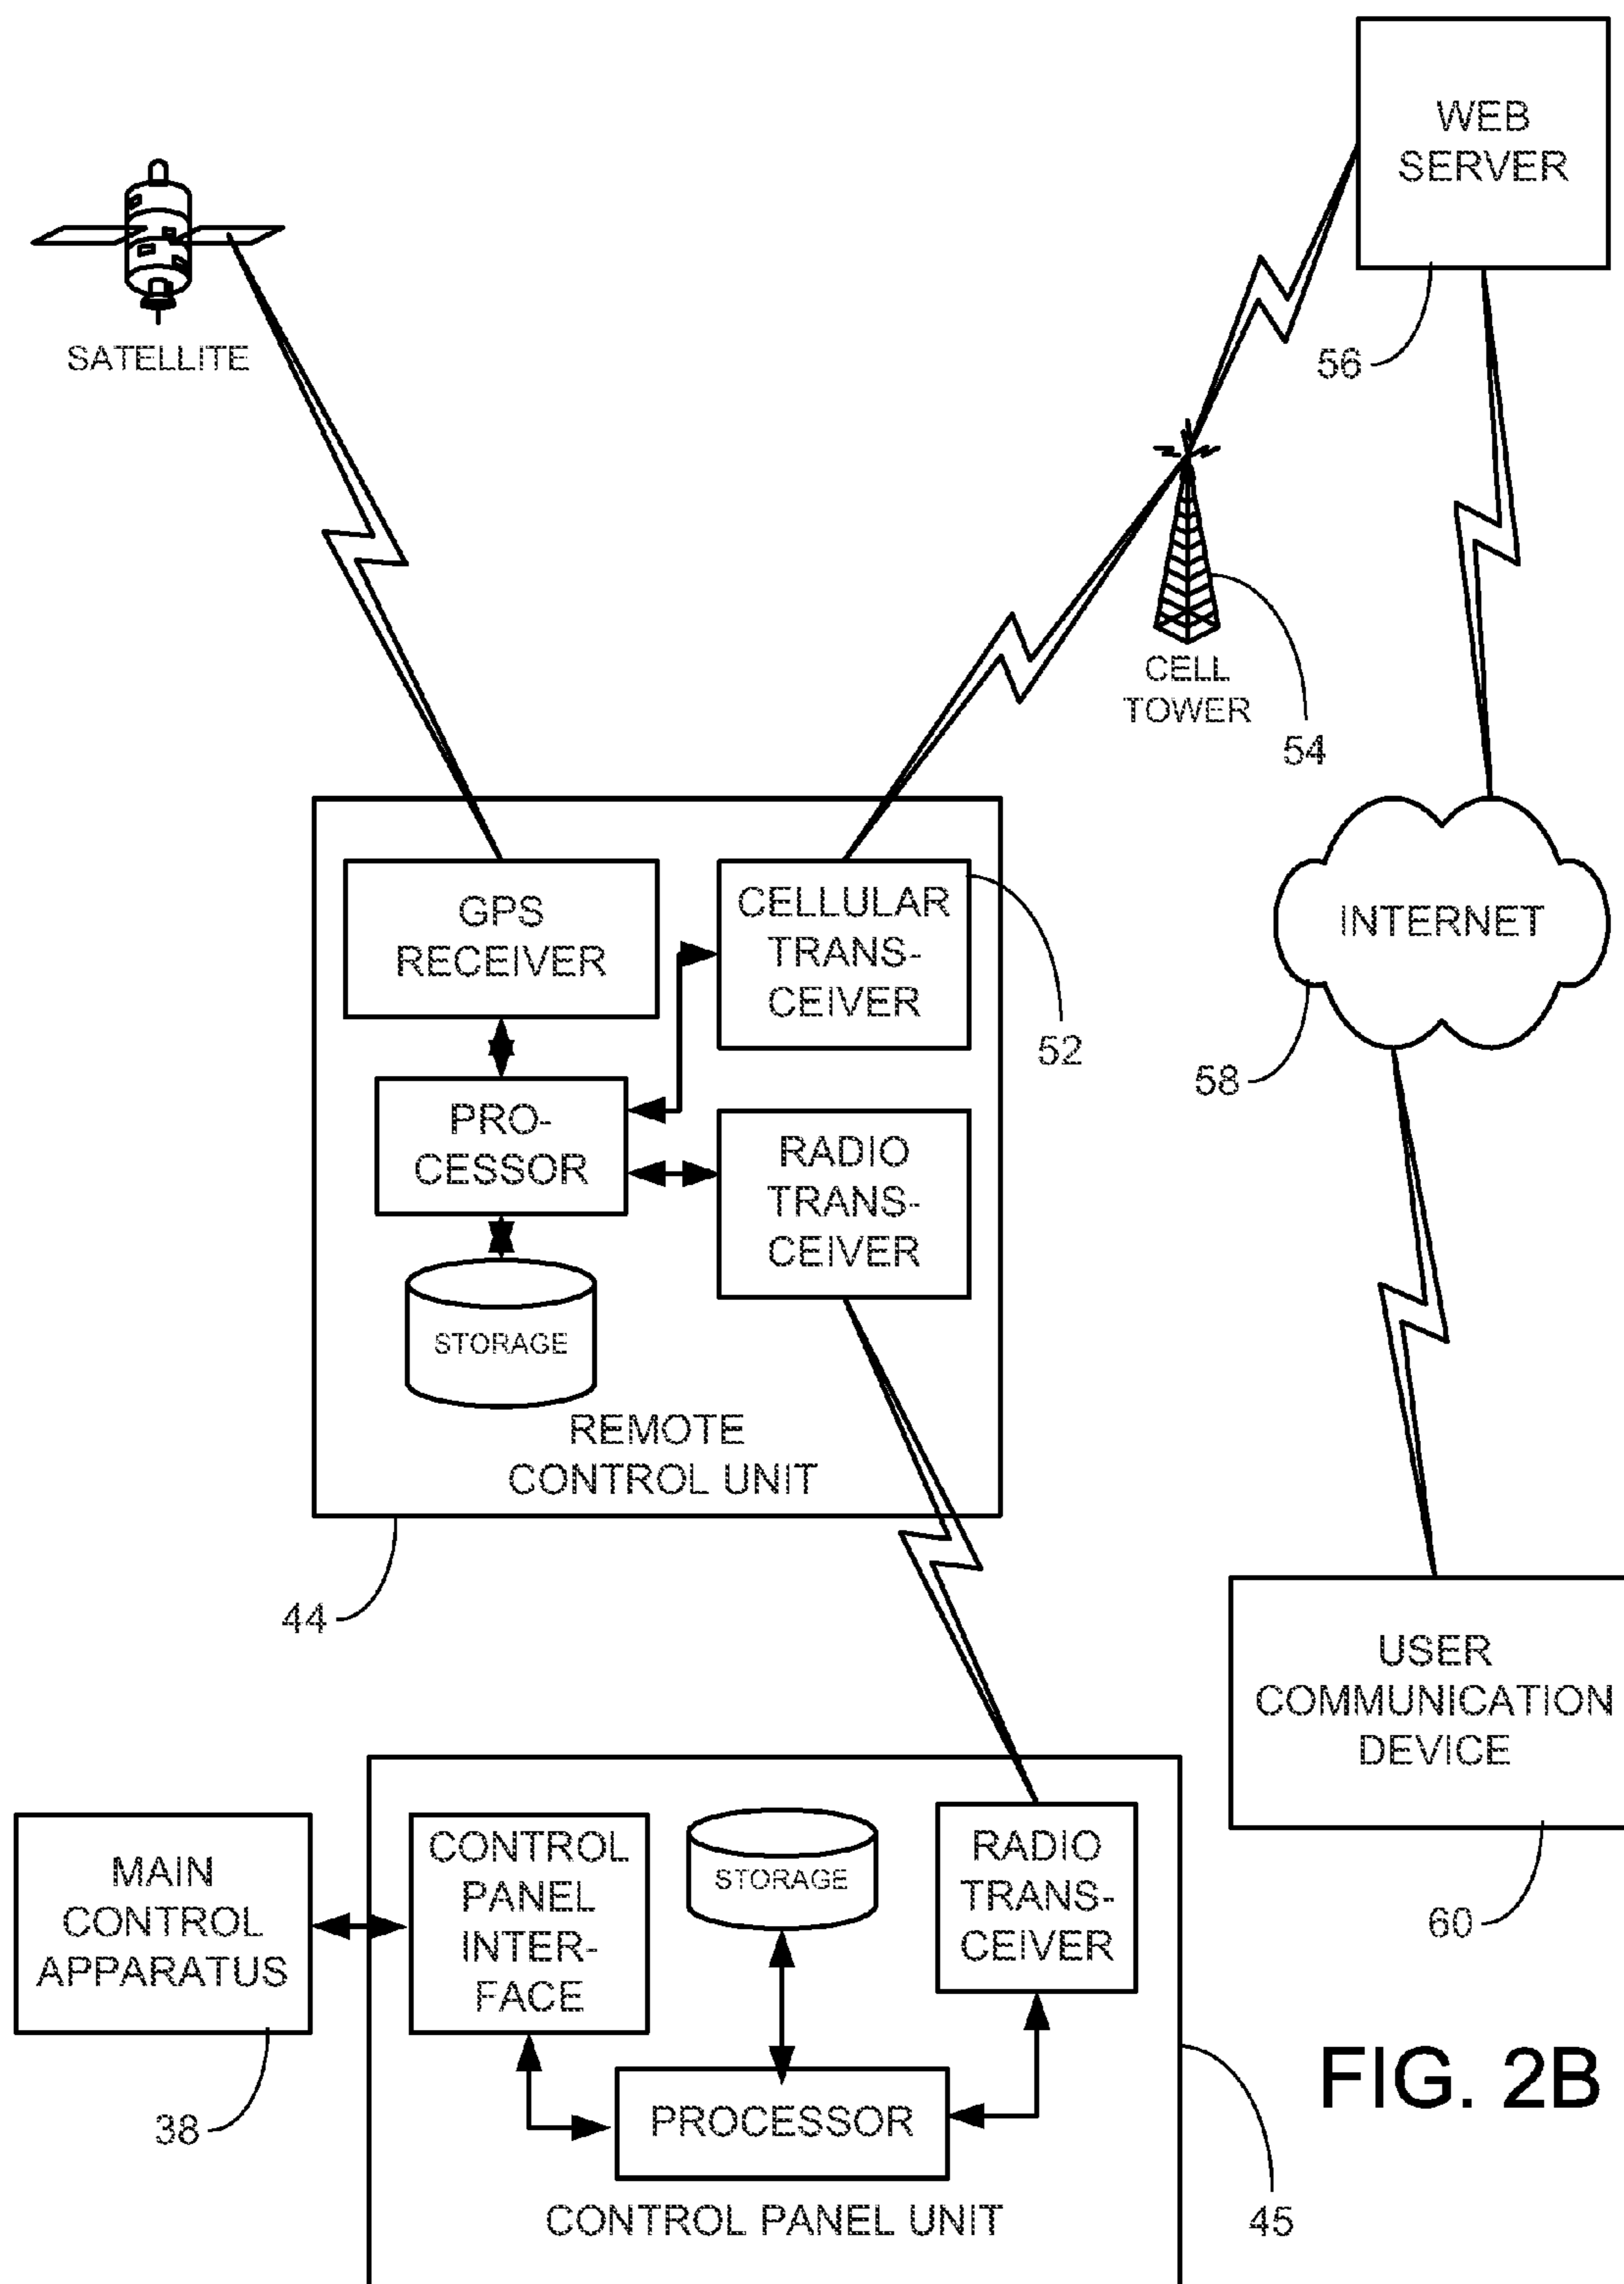 WEB
SERVER
56
SATELLITE
CELL
TOWER
54
INTERNET
58
GPS
RECEIVER
CELLULAR
TRANS-
CEIVER
52
PRO-
CESSOR
RADIO
TRANS-
CEIVER
STORAGE
REMOTE
CONTROL UNIT
44
USER
COMMUNICATION
DEVICE
60
MAIN
CONTROL
APPARATUS
38
CONTROL
PANEL
INTER-
FACE
STORAGE
RADIO
TRANS-
CEIVER
PROCESSOR
CONTROL PANEL UNIT
45
FIG. 2B